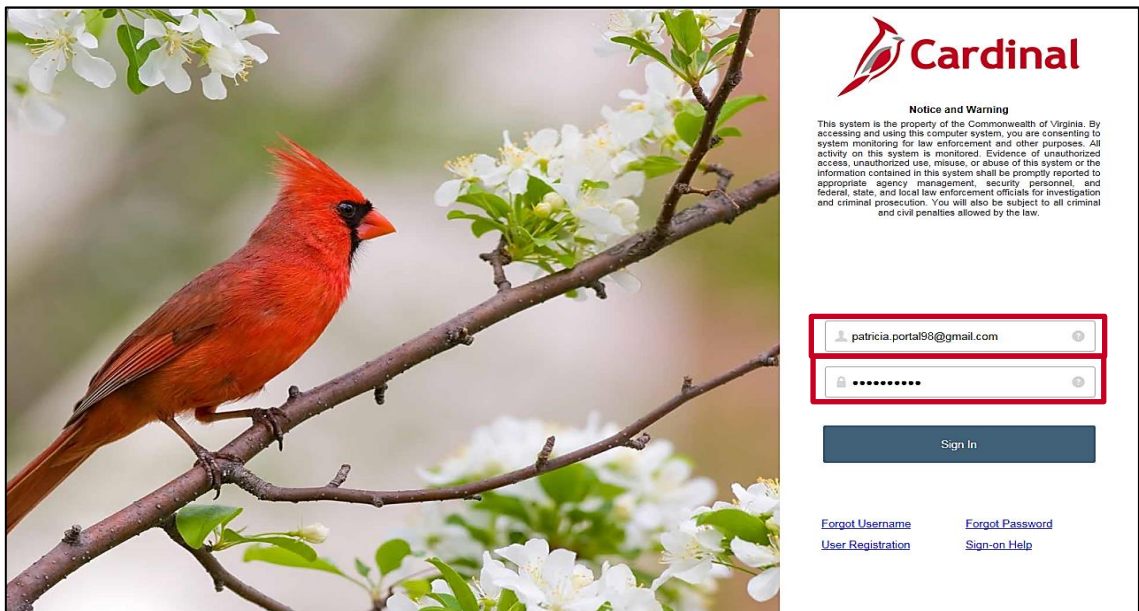 Cardinal
Notice and Warning
This system is the property of the Commonwealth of Virginia. By
accessing and using this computer system, you are consenting to
system monitoring for law enforcement and other purposes. All
activity on this system is monitored. Evidence of unauthorized
access, unauthorized use, misuse, or abuse of this system or the
information contained in this system shall be promptly reported to
appropriate agency management, security personnel, and
federal, state, and local law enforcement officials for investigation
and criminal prosecution. You will also be subject to all criminal
and civil penalties allowed by the law.
patricia.portal98@gmail.com
••••••••••
Sign In
Forgot Username Forgot Password
User Registration Sign-on Help